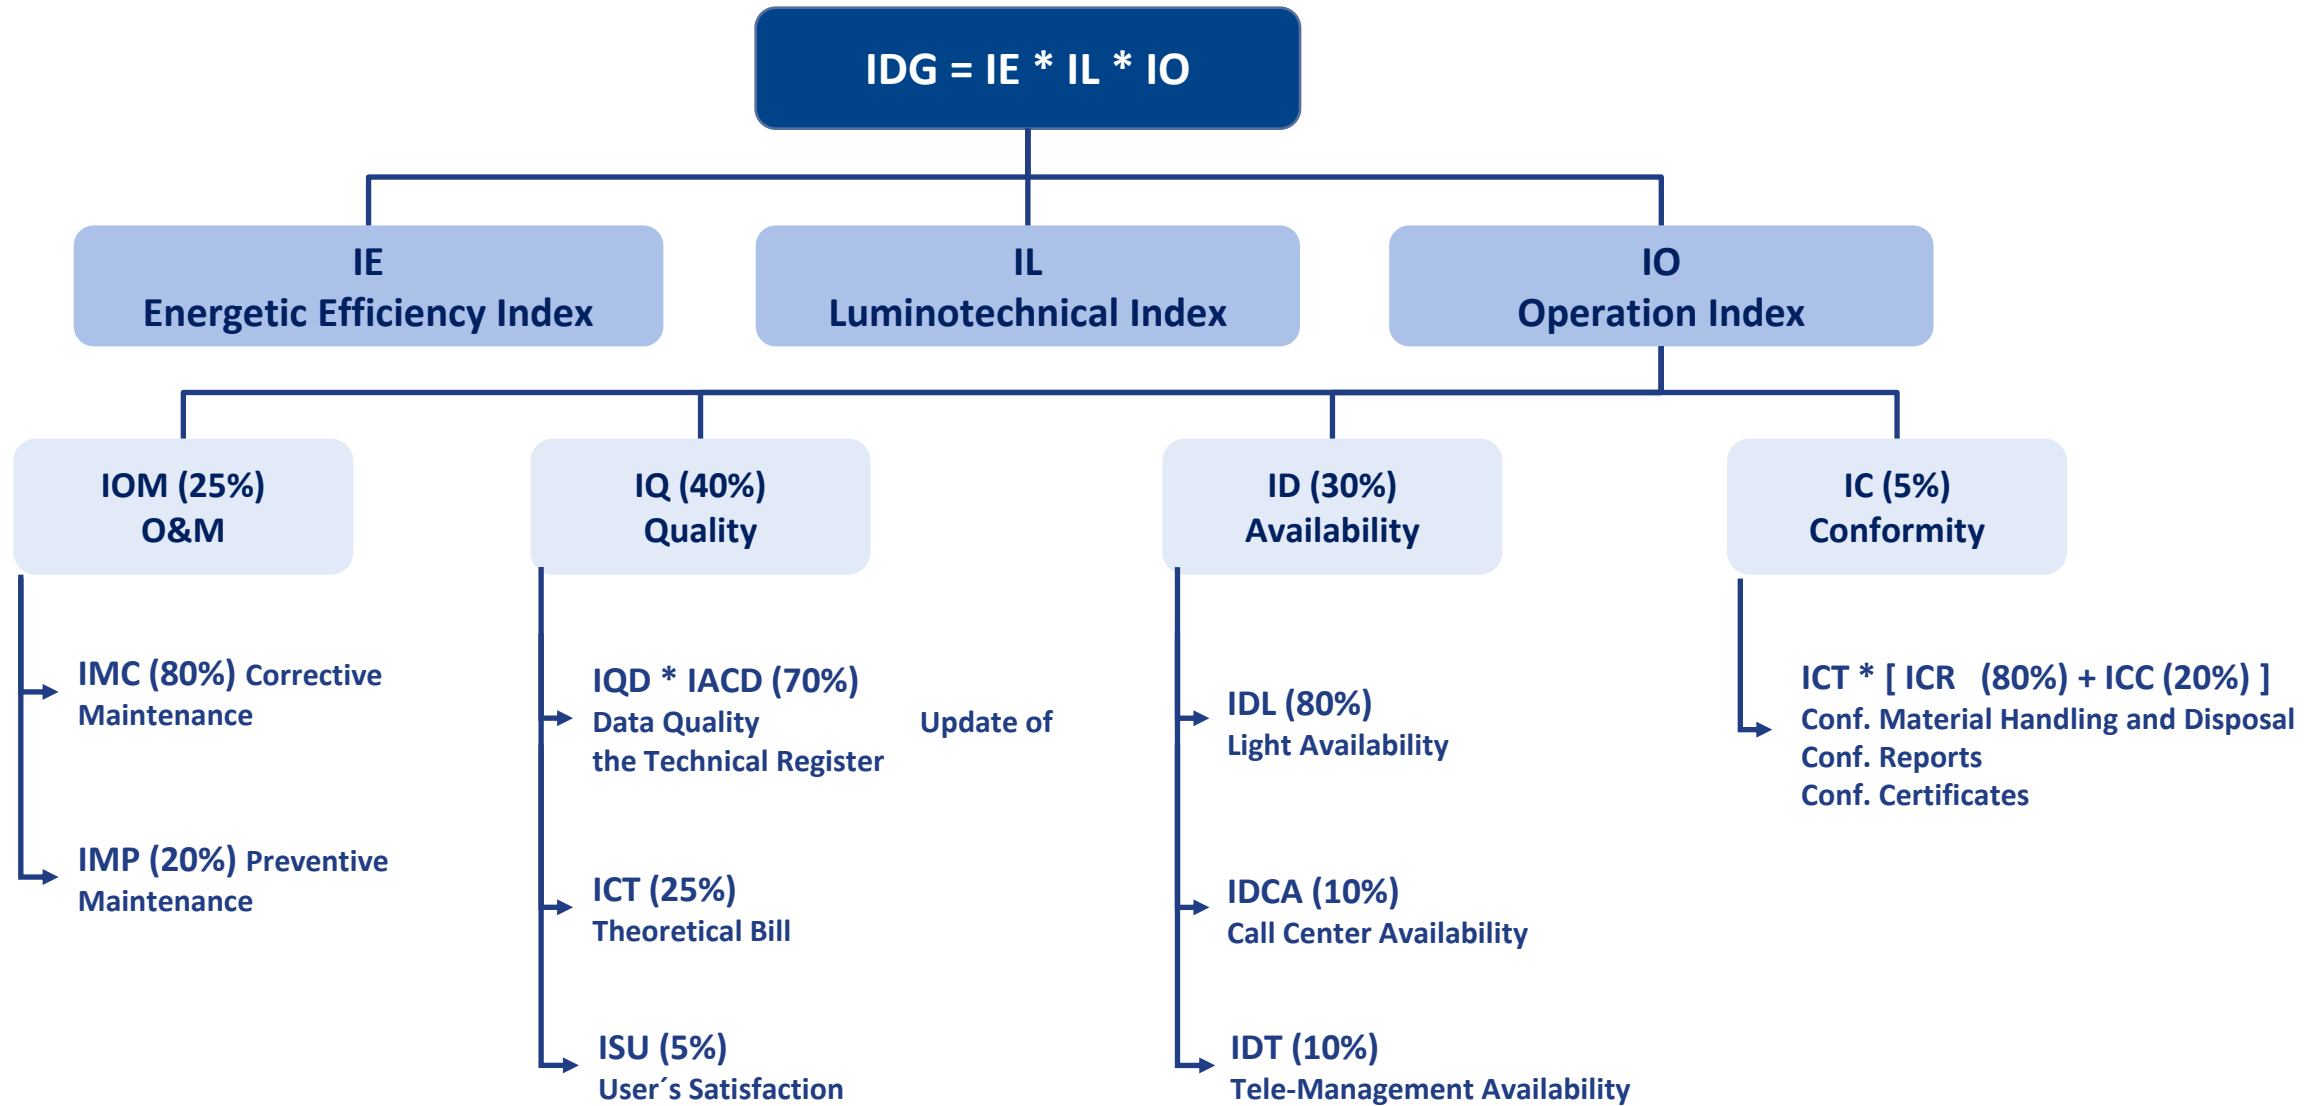 IDG = IE * IL * IO
IE
Energetic Efficiency Index
IL
Luminotechnical Index
IO
Operation Index
IOM (25%)
O&M
IQ (40%)
Quality
ID (30%)
Availability
IC (5%)
Conformity
IMC (80%) Corrective
Maintenance
IMP (20%) Preventive
Maintenance
IQD * IACD (70%)
Data Quality Update of
the Technical Register
ICT (25%)
Theoretical Bill
ISU (5%)
User´s Satisfaction
IDL (80%)
Light Availability
IDCA (10%)
Call Center Availability
IDT (10%)
Tele-Management Availability
ICT * [ ICR (80%) + ICC (20%) ]
Conf. Material Handling and Disposal
Conf. Reports
Conf. Certificates